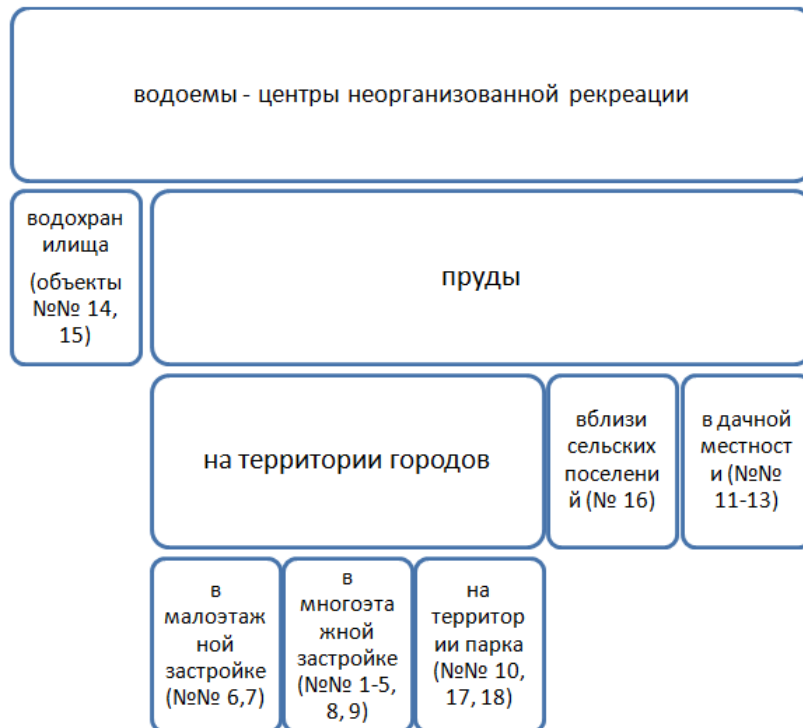 водоемы - центры неорганизованной рекреации
водохран
илища
(объекты
№№ 14,
15)
пруды
на территории городов
вблизи
сельских
поселени
й (№ 16)
в дачной
местност
и (№№
11-13)
в
малоэтаж
ной
застройке
(№№ 6,7)
в
многоэта
жной
застройке
(№№ 1-5,
8, 9)
на
территор
ии парка
(№№ 10,
17, 18)